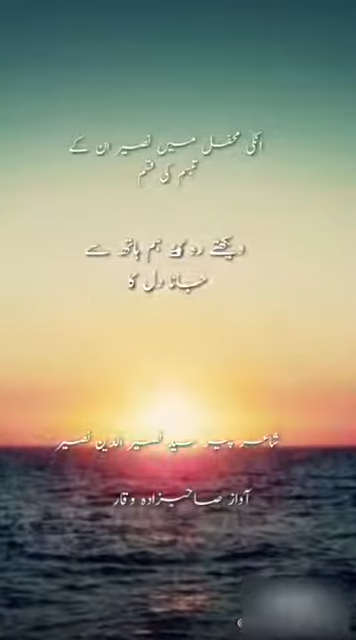 انکی محفل میں نصیر ان کے
تبسم کی قسم
دیکھتے رہ گئے ہم ہاتھ سے
جانا دل کا
شاعر پیر سید نصیر الدین نصیر
آواز صاحبزادہ وقار